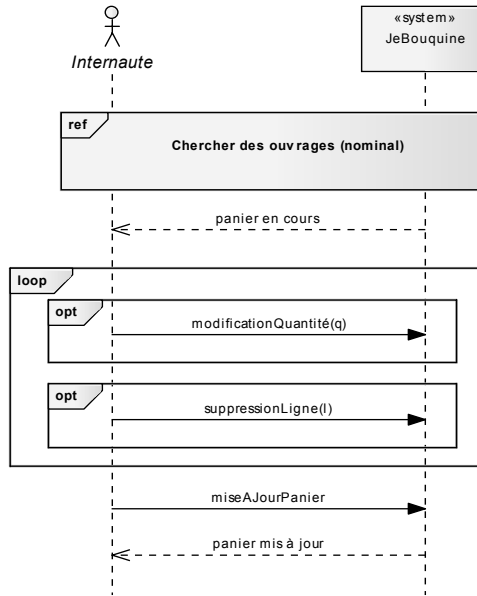 «system»
JeBouquine
Internaute
ref
Chercher des ouvrages (nominal)
panier en cours
loop
opt
modificationQuantité(q)
opt
suppressionLigne(l)
miseAJourPanier
panier mis à jour